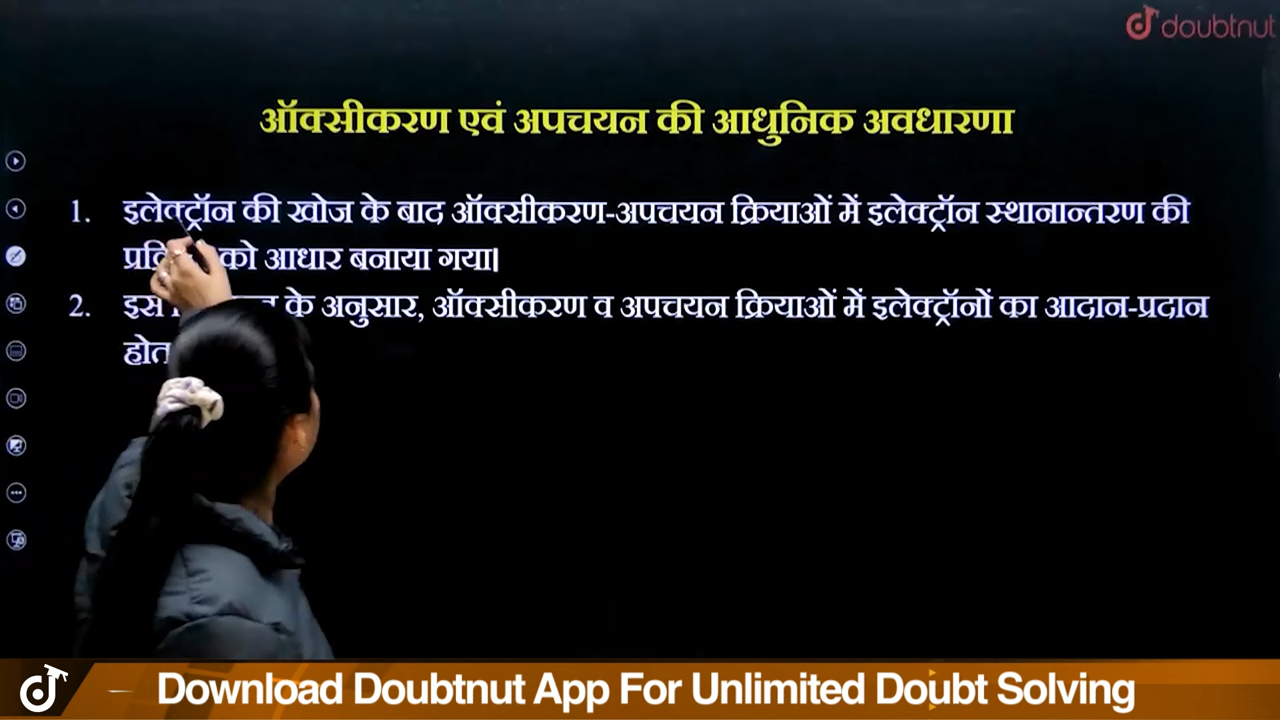 doubtnut
ऑक्सीकरण एवं अपचयन की आधुनिक अवधारणा
1. इलेक्ट्रॉन की खोज के बाद ऑक्सीकरण-अपचयन क्रियाओं में इलेक्ट्रॉन स्थानान्तरण की
को आधार बनाया गया।
2. इस के अनुसार, ऑक्सीकरण व अपचयन क्रियाओं में इलेक्ट्रॉनों का आदान-प्रदान
Download Doubtnut App For Unlimited Doubt Solving